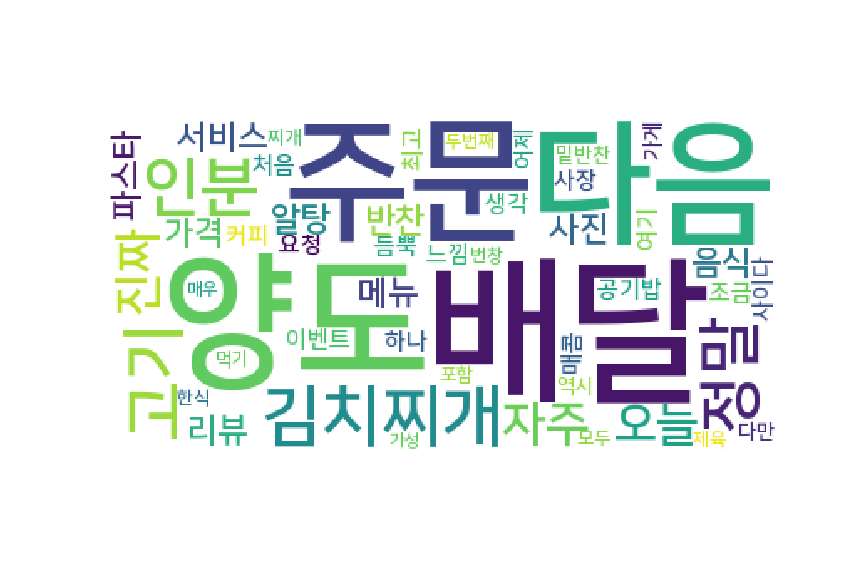 서비스
찌개
주문
다음
최고
두번째
어제
밑반찬
가게
파스타
인분
처음
알탕
반찬
생각
사장
사진
여기
가격
커피
요청
듬뿍
느낌
번창
음식
진짜
양도
배달
매우
메뉴
공기밥
조금
사이다
고기
이벤트
하나
매콤
정말
먹기
포함
역시
한식
리뷰
김치찌개
자주
오늘
가성
모두
제육
다만